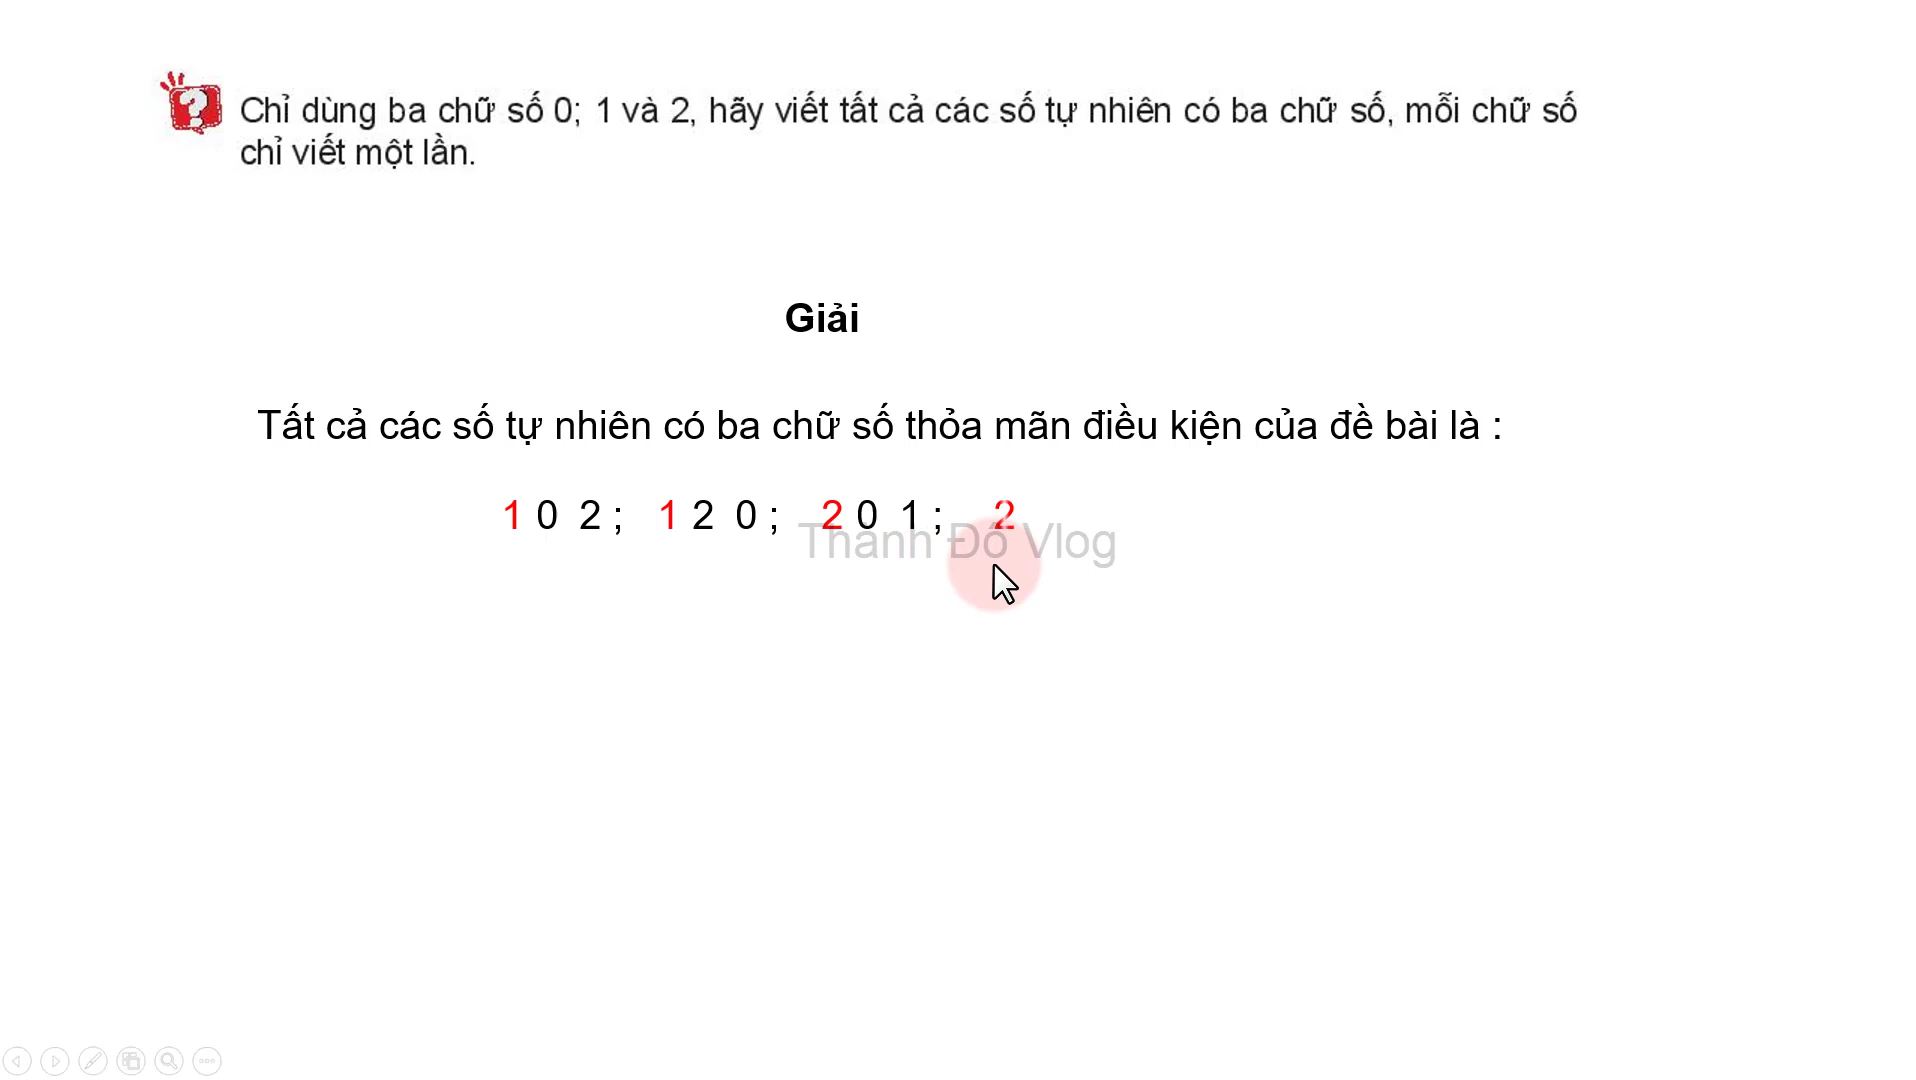 Chỉ dùng ba chữ số 0; 1 và 2, hãy viết tất cả các số tự nhiên có ba chữ số, mỗi chữ số
chỉ viết một lần.
Giải
Tất cả các số tự nhiên có ba chữ số thỏa mãn điều kiện của đề bài là :
1 0 2 ; 1 2 0 ; 2 0 1 ; 2
Thanh Đô Vlog